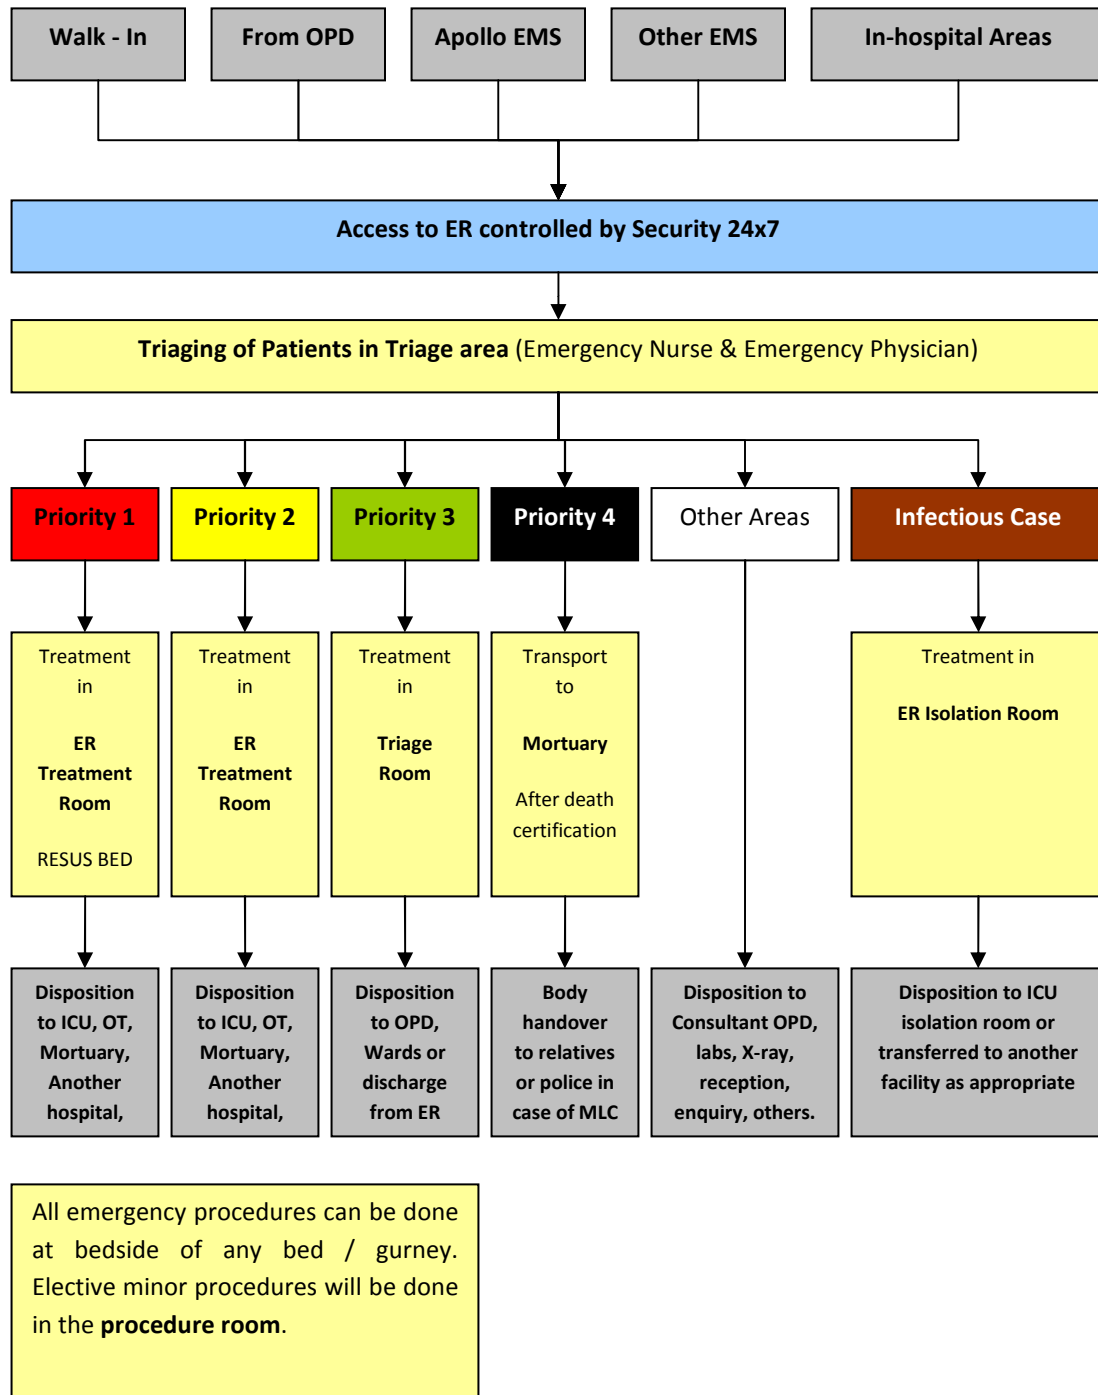 Walk - In
From OPD
Apollo EMS
Other EMS
In-hospital Areas
Access to ER controlled by Security 24x7
Triaging of Patients in Triage area (Emergency Nurse & Emergency Physician)
Priority 1
Priority 2
Priority 3
Priority 4
Other Areas
Infectious Case
Treatment
in
ER
Treatment
Room
RESUS BED
Treatment
in
ER
Treatment
Room
Treatment
in
Triage
Room
Transport
to
Mortuary
After death
certification
Treatment in
ER Isolation Room
Disposition
to ICU, OT,
Mortuary,
Another
hospital,
Disposition
to ICU, OT,
Mortuary,
Another
hospital,
Disposition
to OPD,
Wards or
discharge
from ER
Body
handover
to relatives
or police in
case of MLC
Disposition to
Consultant OPD,
labs, X-ray,
reception,
enquiry, others.
Disposition to ICU
isolation room or
transferred to another
facility as appropriate
All emergency procedures can be done
at bedside of any bed / gurney.
Elective minor procedures will be done
in the procedure room.